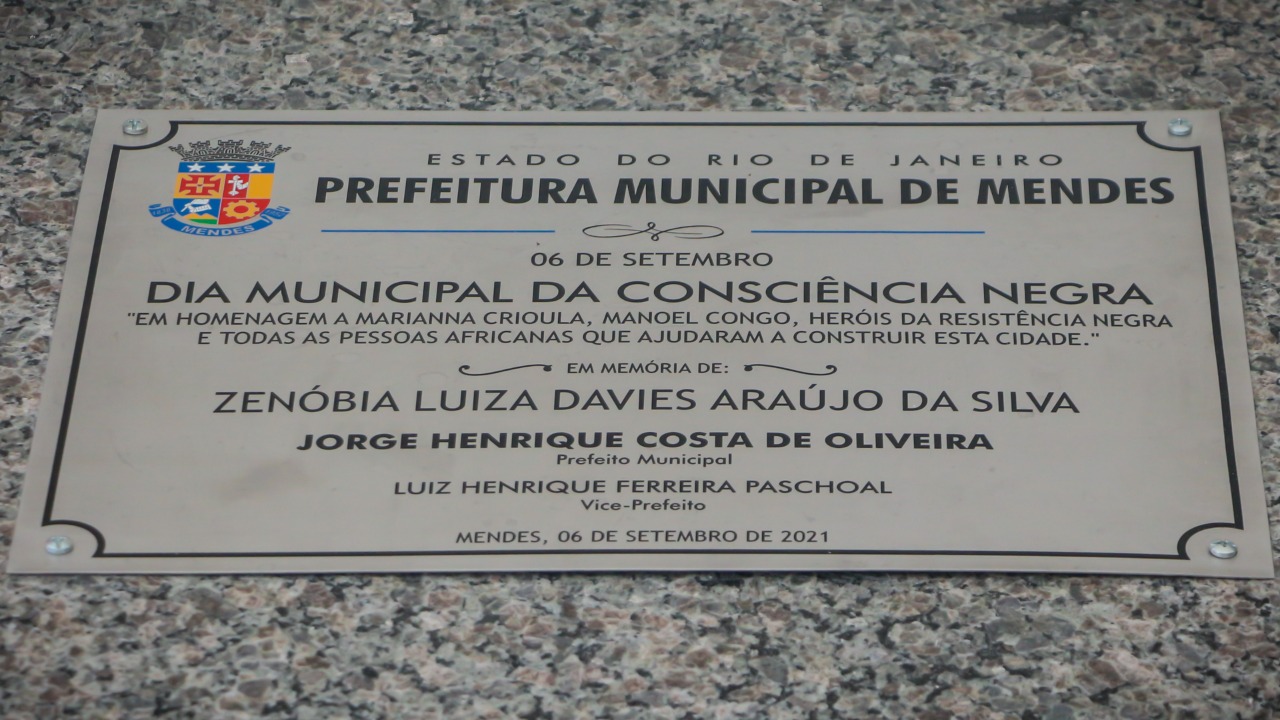 ESTADO DO RIO DE JANEIRO
PREFEITURA MUNICIPAL DE MENDES
MENDES
06 DE SETEMBRO
DIA MUNICIPAL DA CONSCIÊNCIA NEGRA
"EM HOMENAGEM A MARIANNA CRIOULA, MANOEL CONGO, HERÓIS DA RESISTÊNCIA NEGRA
E TODAS AS PESSOAS AFRICANAS QUE AJUDARAM A CONSTRUIR ESTA CIDADE."
EM MEMÓRIA DE:
ZENÓBIA LUIZA DAVIES ARAÚJO DA SILVA
JORGE HENRIQUE COSTA DE OLIVEIRA
Prefeito Municipal
LUIZ HENRIQUE FERREIRA PASCHOAL
Vice-Prefeito
MENDES, 06 DE SETEMBRO DE 2021